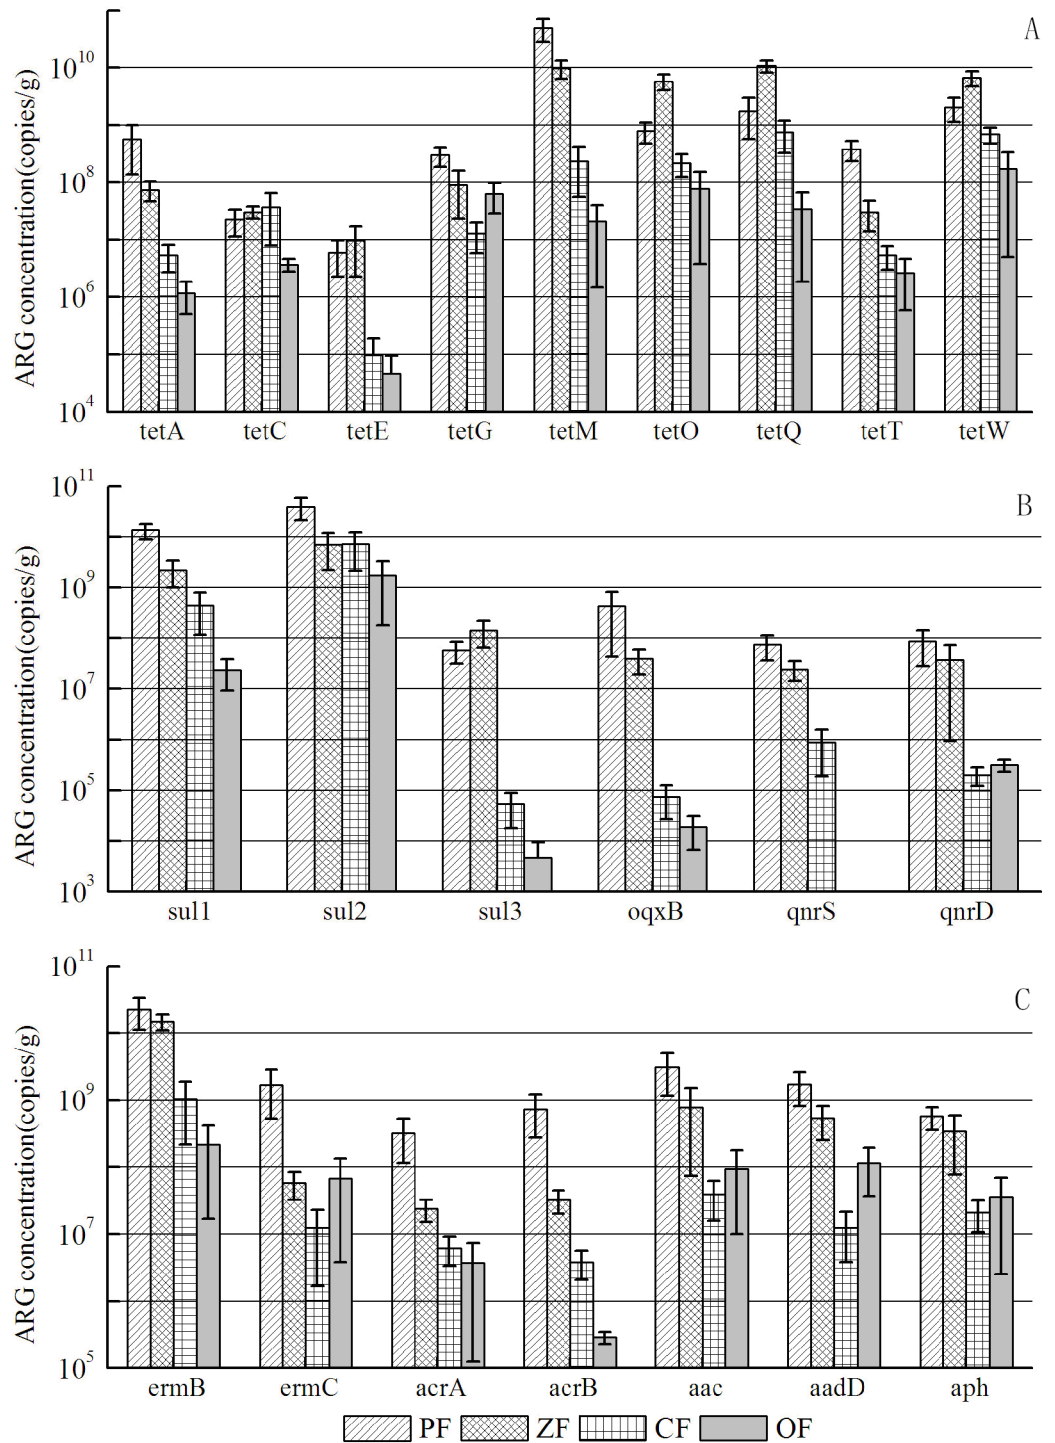 A
ARG concentration(copies/g)
10^10
10^8
10^6
10^4
tetA tetC tetE tetG tetM tetO tetQ tetT tetW
B
ARG concentration(copies/g)
10^11
10^9
10^7
10^5
10^3
sul1 sul2 sul3 oqxB qnrS qnrD
C
ARG concentration(copies/g)
10^11
10^9
10^7
10^5
ermB ermC acrA acrB aac aadD aph
PF ZF CF OF